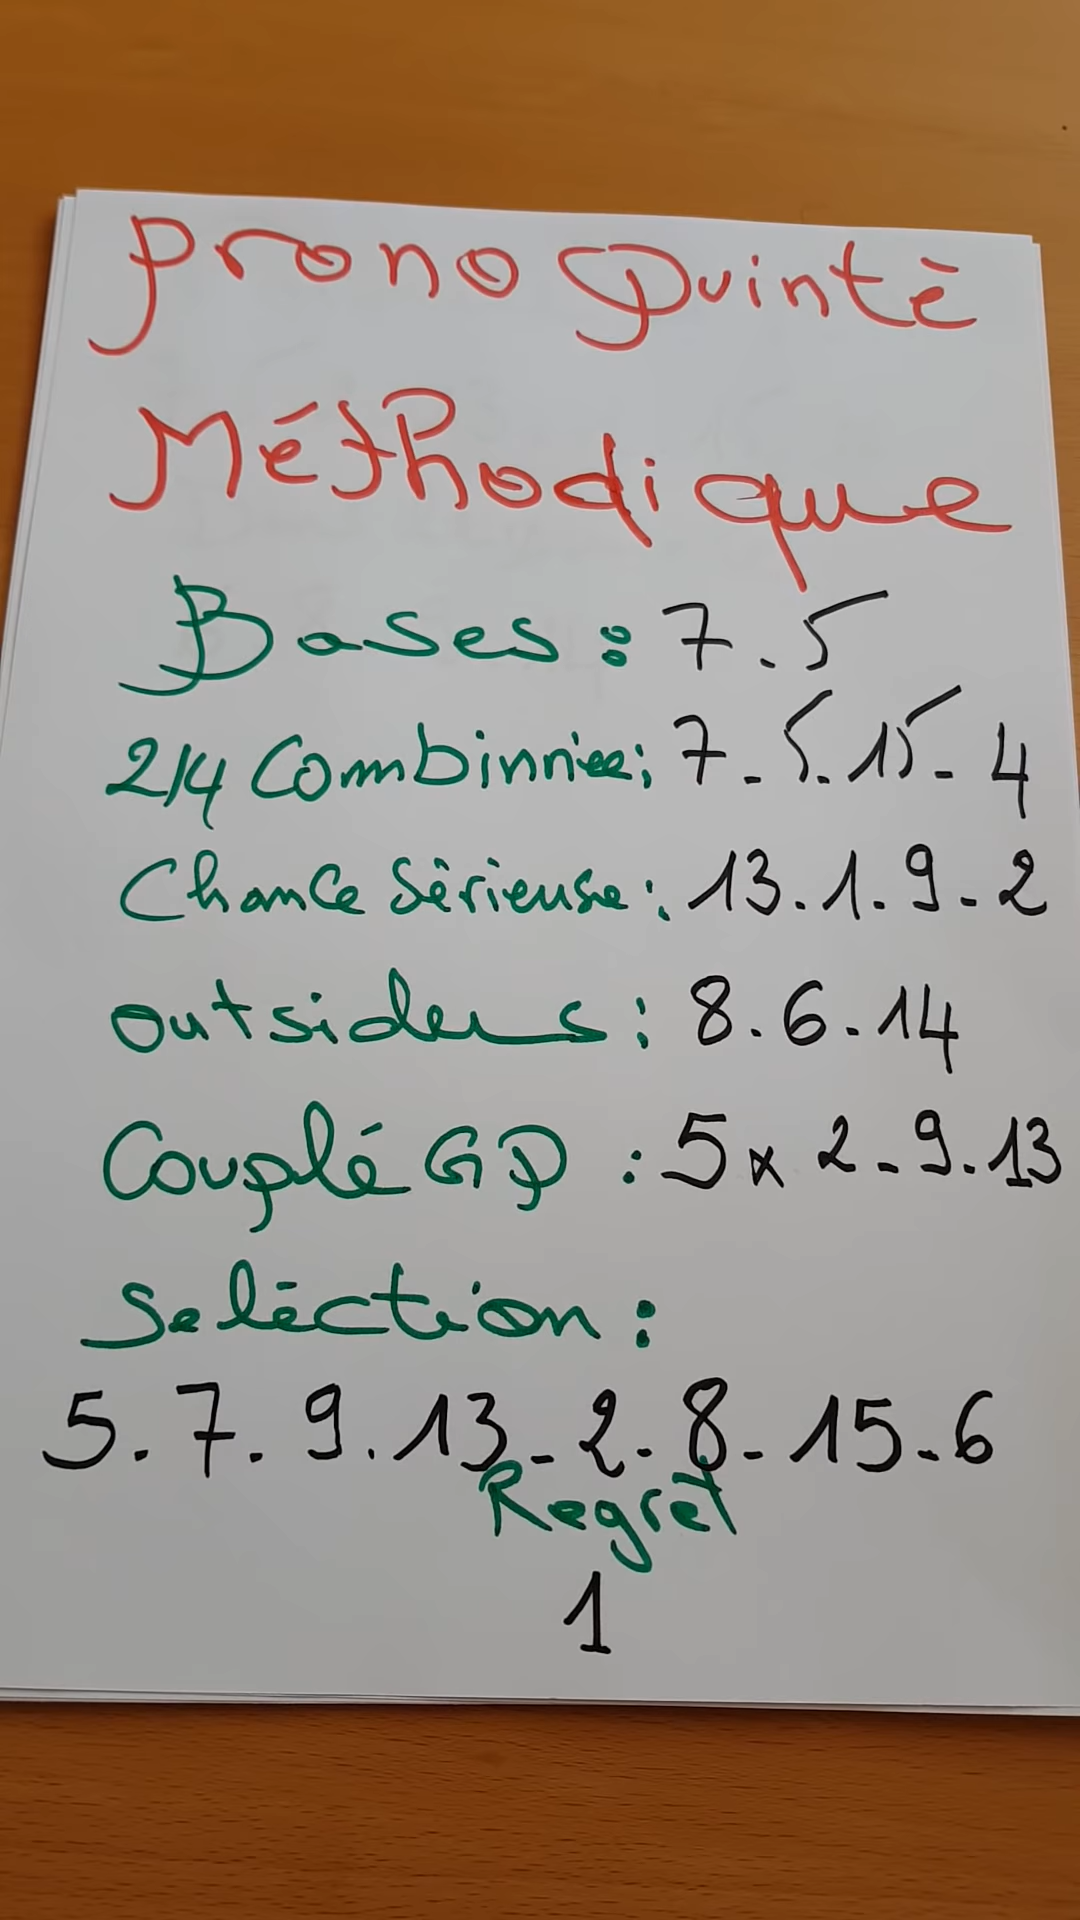 Prono Quinté
Méthodique
Bases : 7 . 5
2/4 Combinnée : 7 - 5 . 15 - 4
Chance Sérieuse : 13 . 1 . 9 - 2
outsiders : 8 . 6 . 14
Couplé GP : 5 x 2 - 9 . 13
Seléction :
5 . 7 . 9 . 13 - 2 - 8 - 15 - 6
Regret
1